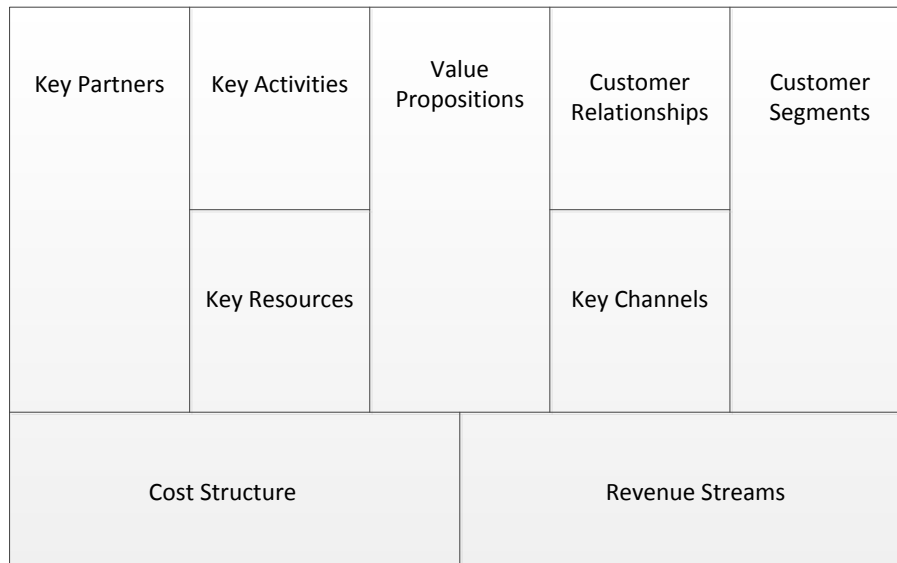 Key Partners
Key Activities
Value
Propositions
Customer
Relationships
Customer
Segments
Key Resources
Key Channels
Cost Structure
Revenue Streams